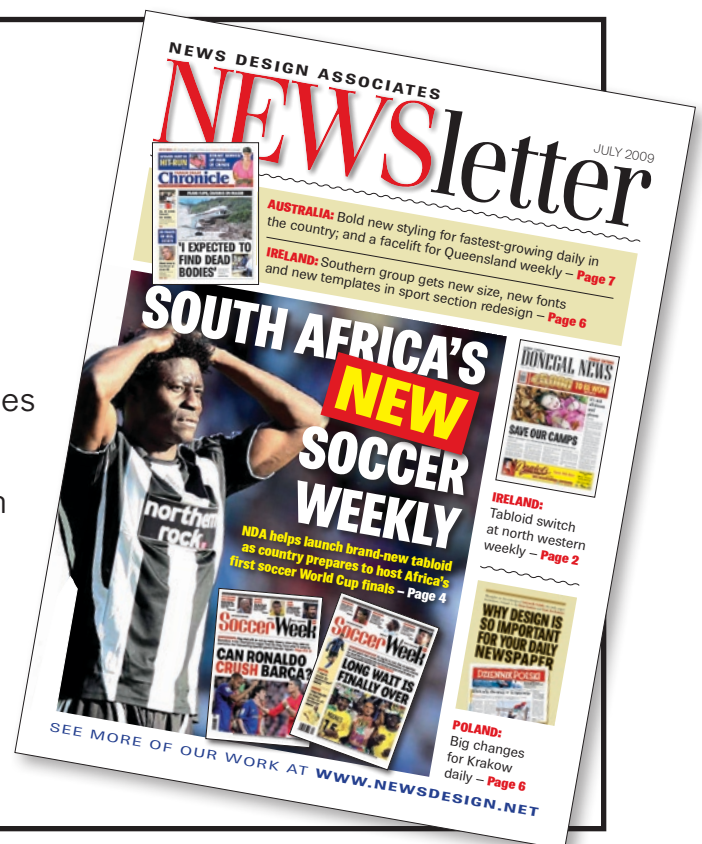 es
n
NEWS DESIGN ASSOCIATES
NEWSletter
JULY 2009
HIT-RUN
Chronicle
'I EXPECTED TO
FIND DEAD
BODIES'
AUSTRALIA: Bold new styling for fastest-growing daily in
the country; and a facelift for Queensland weekly – Page 7
IRELAND: Southern group gets new size, new fonts
and new templates in sport section redesign – Page 6
SOUTH AFRICA'S
NEW
SOCCER
WEEKLY
NDA helps launch brand-new tabloid
as country prepares to host Africa's
first soccer World Cup finals – Page 4
northern
rock.
SoccerWeek
CAN RONALDO
CRUSH BARCA?
SoccerWeek
LONG WAIT IS
FINALLY OVER
DONEGAL NEWS
TO BE WON
SAVE OUR CAMPS
IRELAND:
Tabloid switch
at north western
weekly – Page 2
WHY DESIGN IS
SO IMPORTANT
FOR YOUR DAILY
NEWSPAPER
DZIENNIK POLSKI
POLAND:
Big changes
for Krakow
daily – Page 6
SEE MORE OF OUR WORK AT WWW.NEWSDESIGN.NET